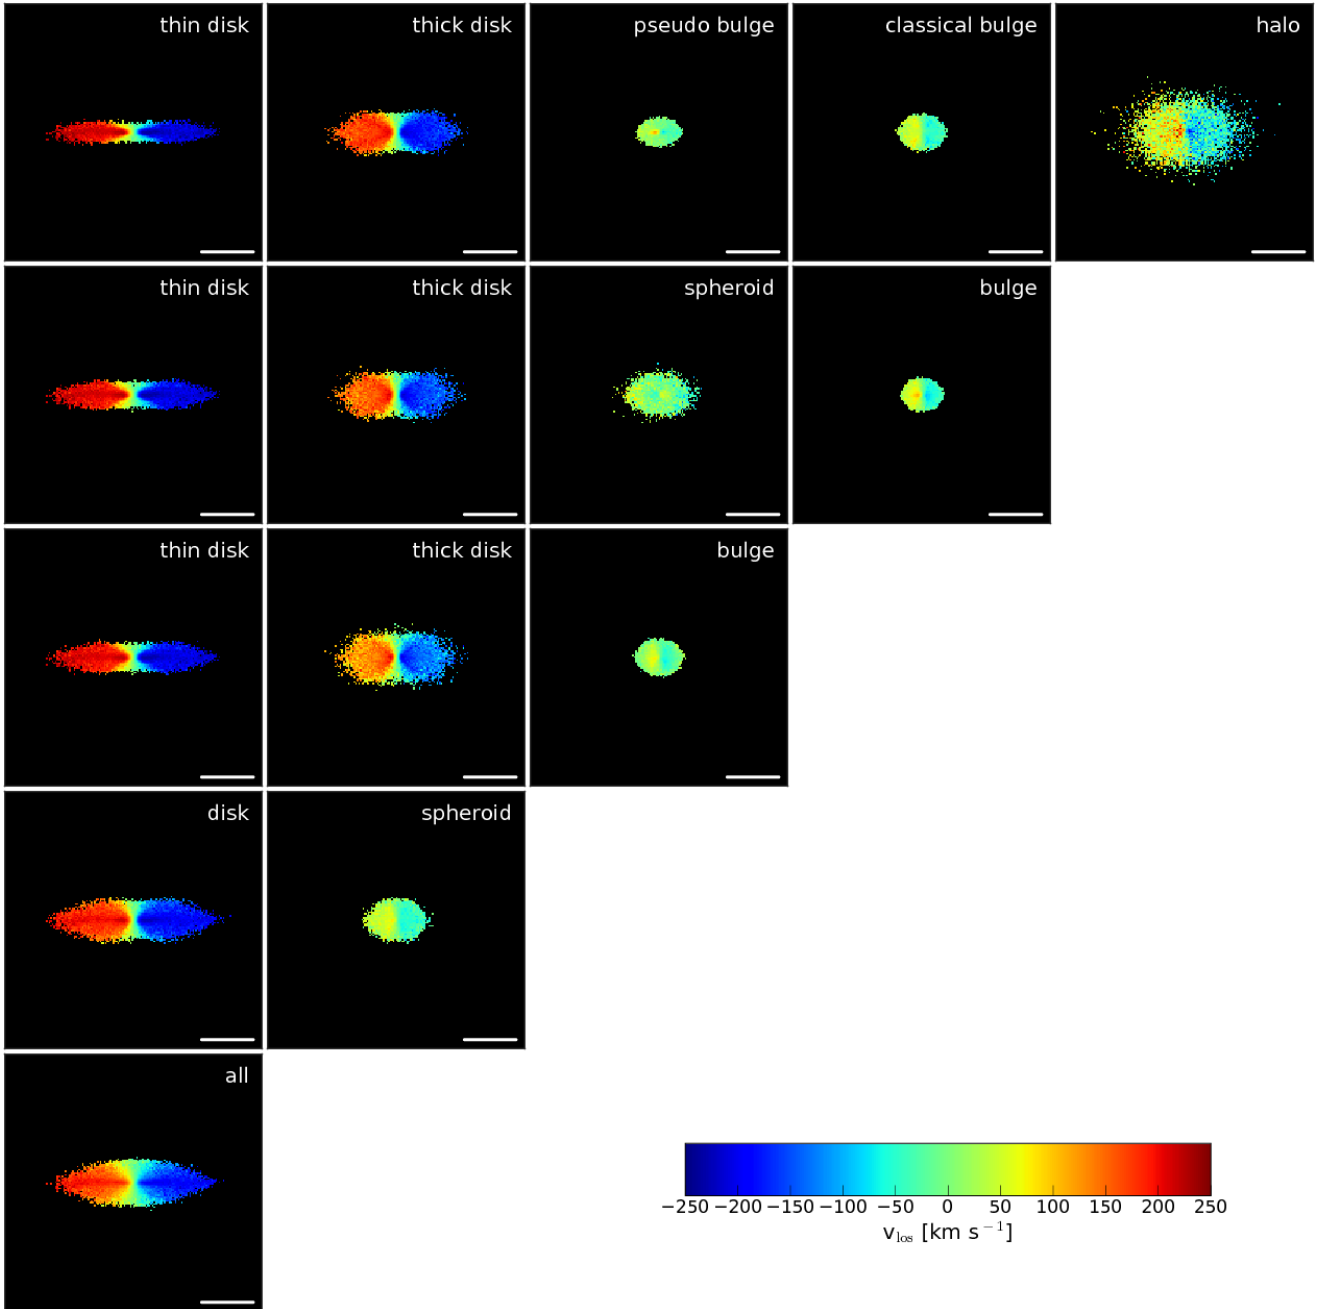 thin disk
thick disk
pseudo bulge
classical bulge
halo
thin disk
thick disk
spheroid
bulge
thin disk
thick disk
bulge
disk
spheroid
all
−250 −200 −150 −100 −50 0 50 100 150 200 250
v_los [km s⁻¹]